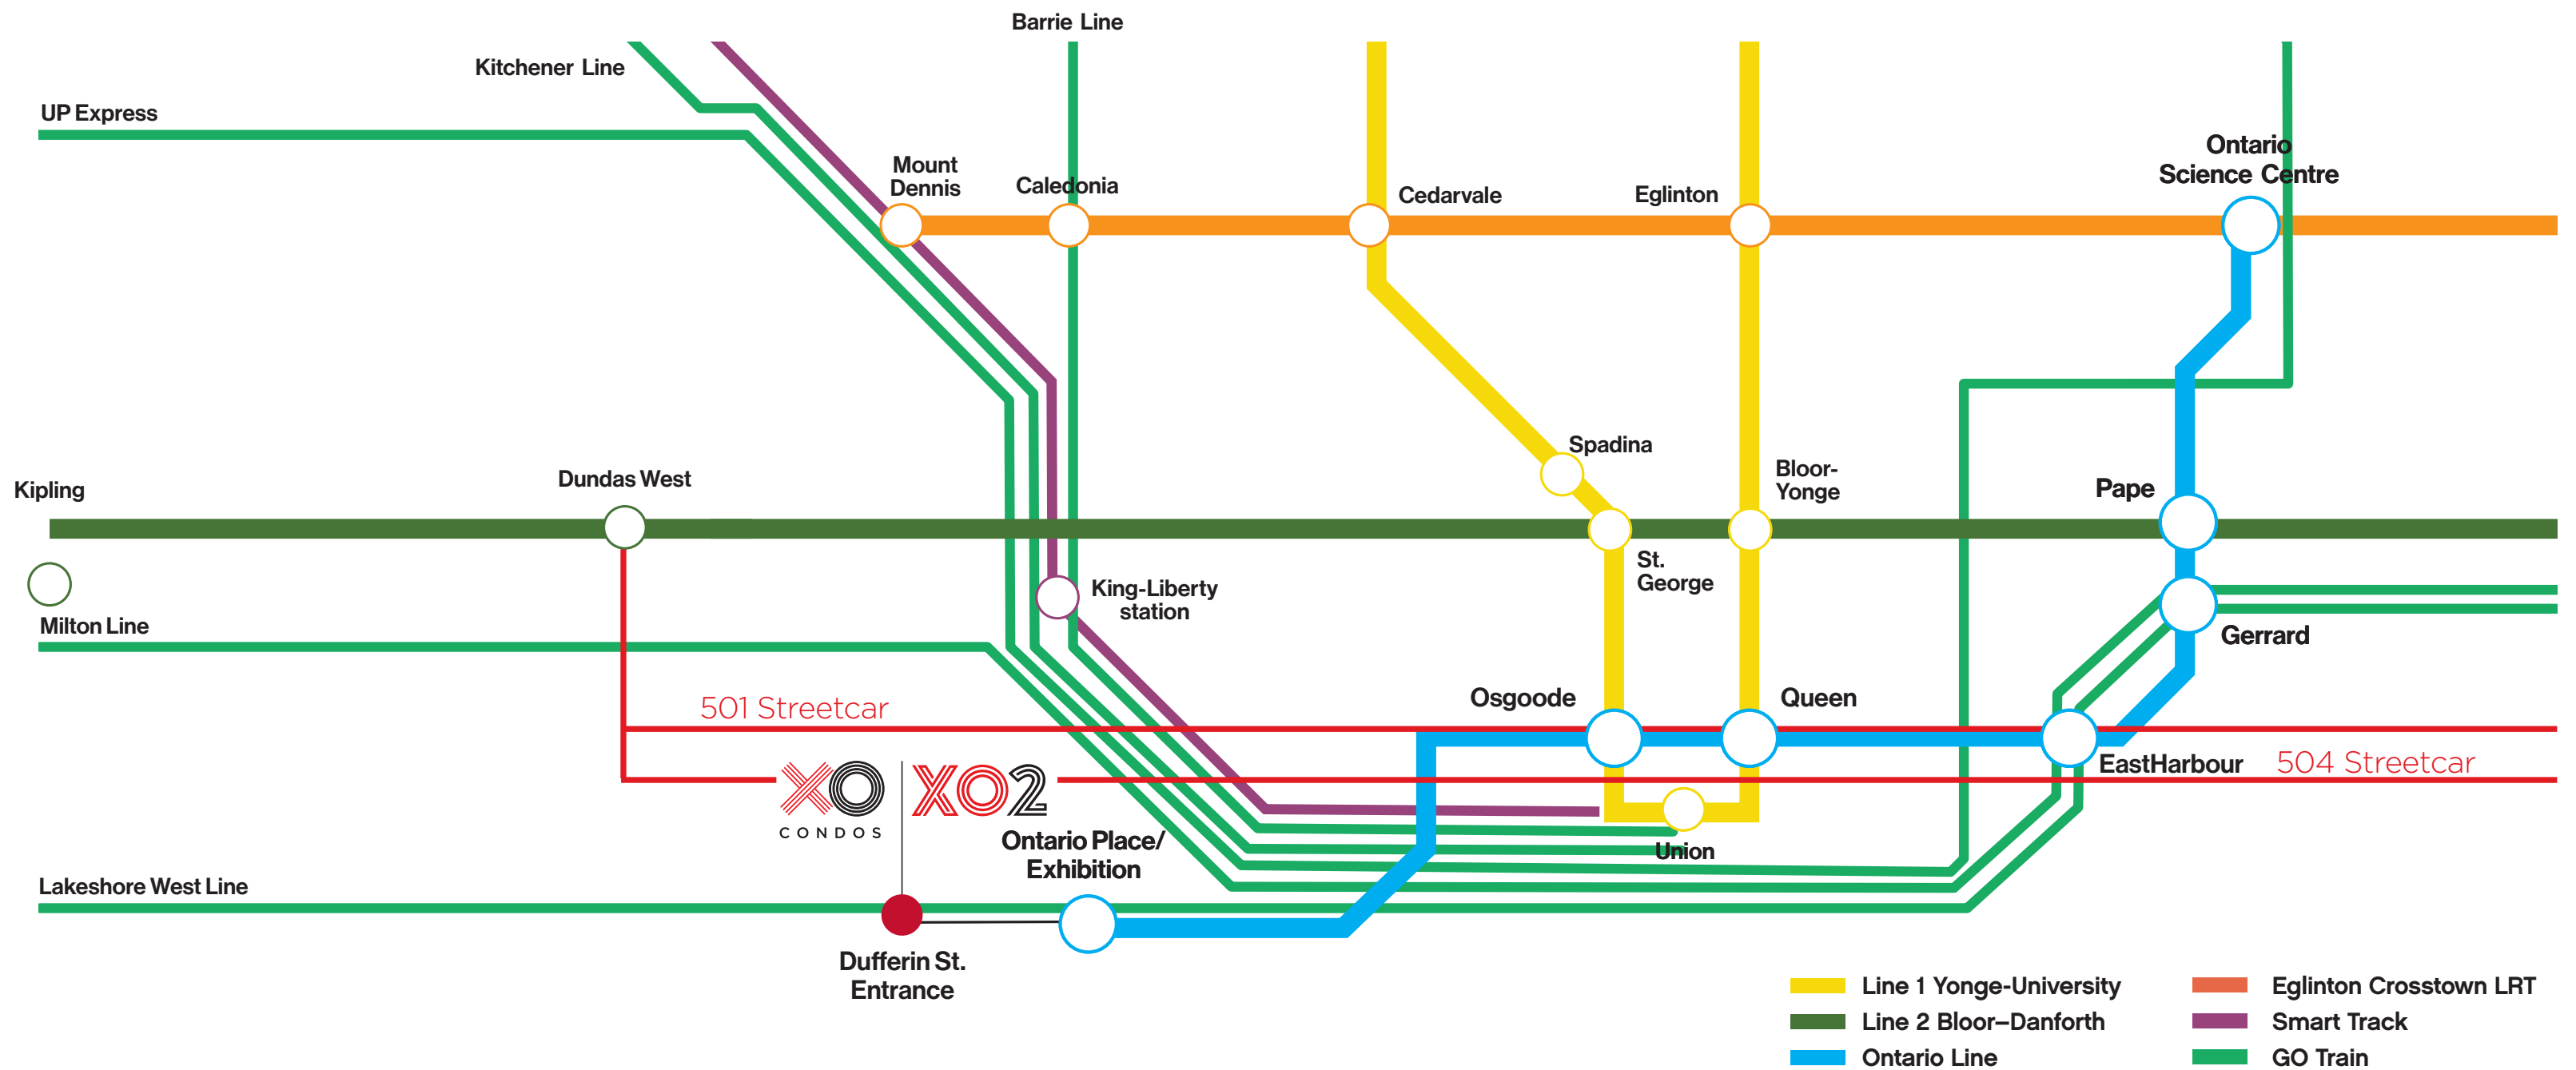 Barrie Line
Kitchener Line
UP Express
Ontario
Science Centre
Mount
Dennis
Caledonia
Cedarvale
Eglinton
Spadina
Bloor-
Yonge
Dundas West
Kipling
Pape
St.
George
King-Liberty
station
Milton Line
Gerrard
Osgoode
Queen
501 Streetcar
EastHarbour
504 Streetcar
XO
CONDOS
XO2
Ontario Place/
Exhibition
Union
Lakeshore West Line
Dufferin St.
Entrance
Line 1 Yonge-University
Line 2 Bloor–Danforth
Ontario Line
Eglinton Crosstown LRT
Smart Track
GO Train